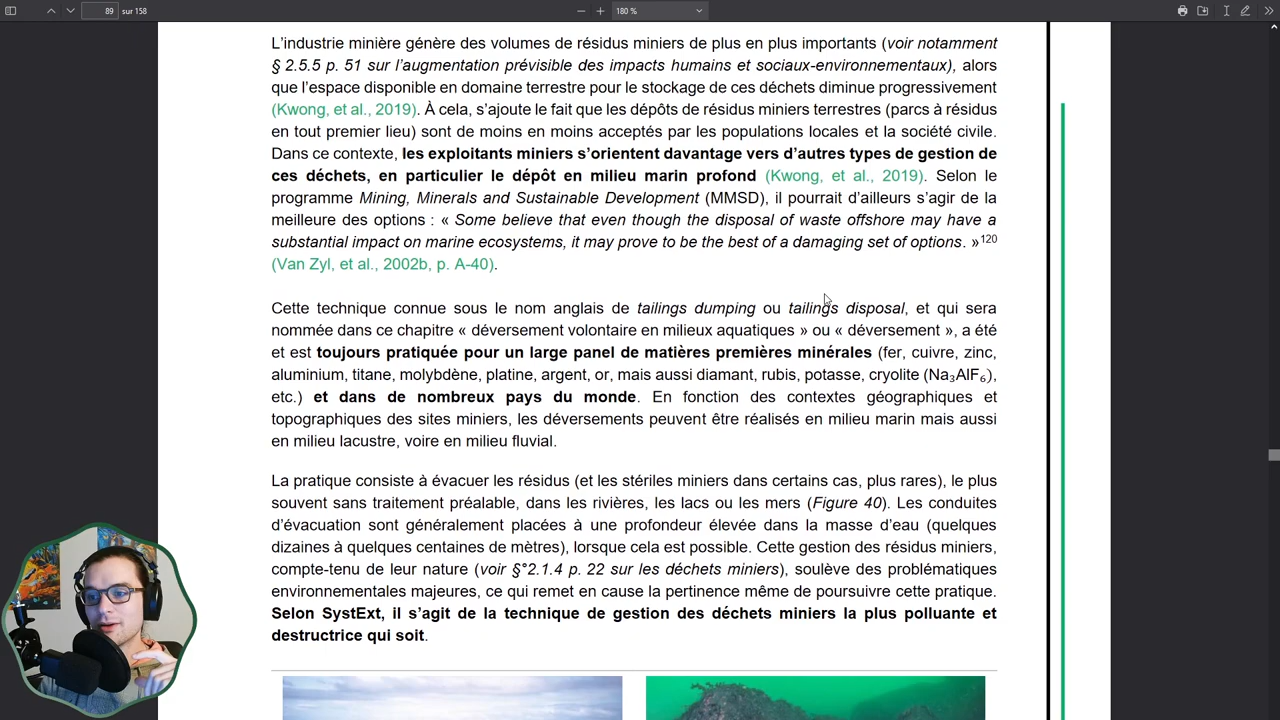 89 sur 158
180 %
L’industrie minière génère des volumes de résidus miniers de plus en plus importants (voir notamment
§ 2.5.5 p. 51 sur l’augmentation prévisible des impacts humains et sociaux-environnementaux), alors
que l’espace disponible en domaine terrestre pour le stockage de ces déchets diminue progressivement
(Kwong, et al., 2019). À cela, s’ajoute le fait que les dépôts de résidus miniers terrestres (parcs à résidus
en tout premier lieu) sont de moins en moins acceptés par les populations locales et la société civile.
Dans ce contexte, les exploitants miniers s’orientent davantage vers d’autres types de gestion de
ces déchets, en particulier le dépôt en milieu marin profond (Kwong, et al., 2019). Selon le
programme Mining, Minerals and Sustainable Development (MMSD), il pourrait d’ailleurs s’agir de la
meilleure des options : « Some believe that even though the disposal of waste offshore may have a
substantial impact on marine ecosystems, it may prove to be the best of a damaging set of options. »120
(Van Zyl, et al., 2002b, p. A-40).
Cette technique connue sous le nom anglais de tailings dumping ou tailings disposal, et qui sera
nommée dans ce chapitre « déversement volontaire en milieux aquatiques » ou « déversement », a été
et est toujours pratiquée pour un large panel de matières premières minérales (fer, cuivre, zinc,
aluminium, titane, molybdène, platine, argent, or, mais aussi diamant, rubis, potasse, cryolite (Na₃AlF₆),
etc.) et dans de nombreux pays du monde. En fonction des contextes géographiques et
topographiques des sites miniers, les déversements peuvent être réalisés en milieu marin mais aussi
en milieu lacustre, voire en milieu fluvial.
La pratique consiste à évacuer les résidus (et les stériles miniers dans certains cas, plus rares), le plus
souvent sans traitement préalable, dans les rivières, les lacs ou les mers (Figure 40). Les conduites
d’évacuation sont généralement placées à une profondeur élevée dans la masse d’eau (quelques
dizaines à quelques centaines de mètres), lorsque cela est possible. Cette gestion des résidus miniers,
compte-tenu de leur nature (voir §°2.1.4 p. 22 sur les déchets miniers), soulève des problématiques
environnementales majeures, ce qui remet en cause la pertinence même de poursuivre cette pratique.
Selon SystExt, il s’agit de la technique de gestion des déchets miniers la plus polluante et
destructrice qui soit.